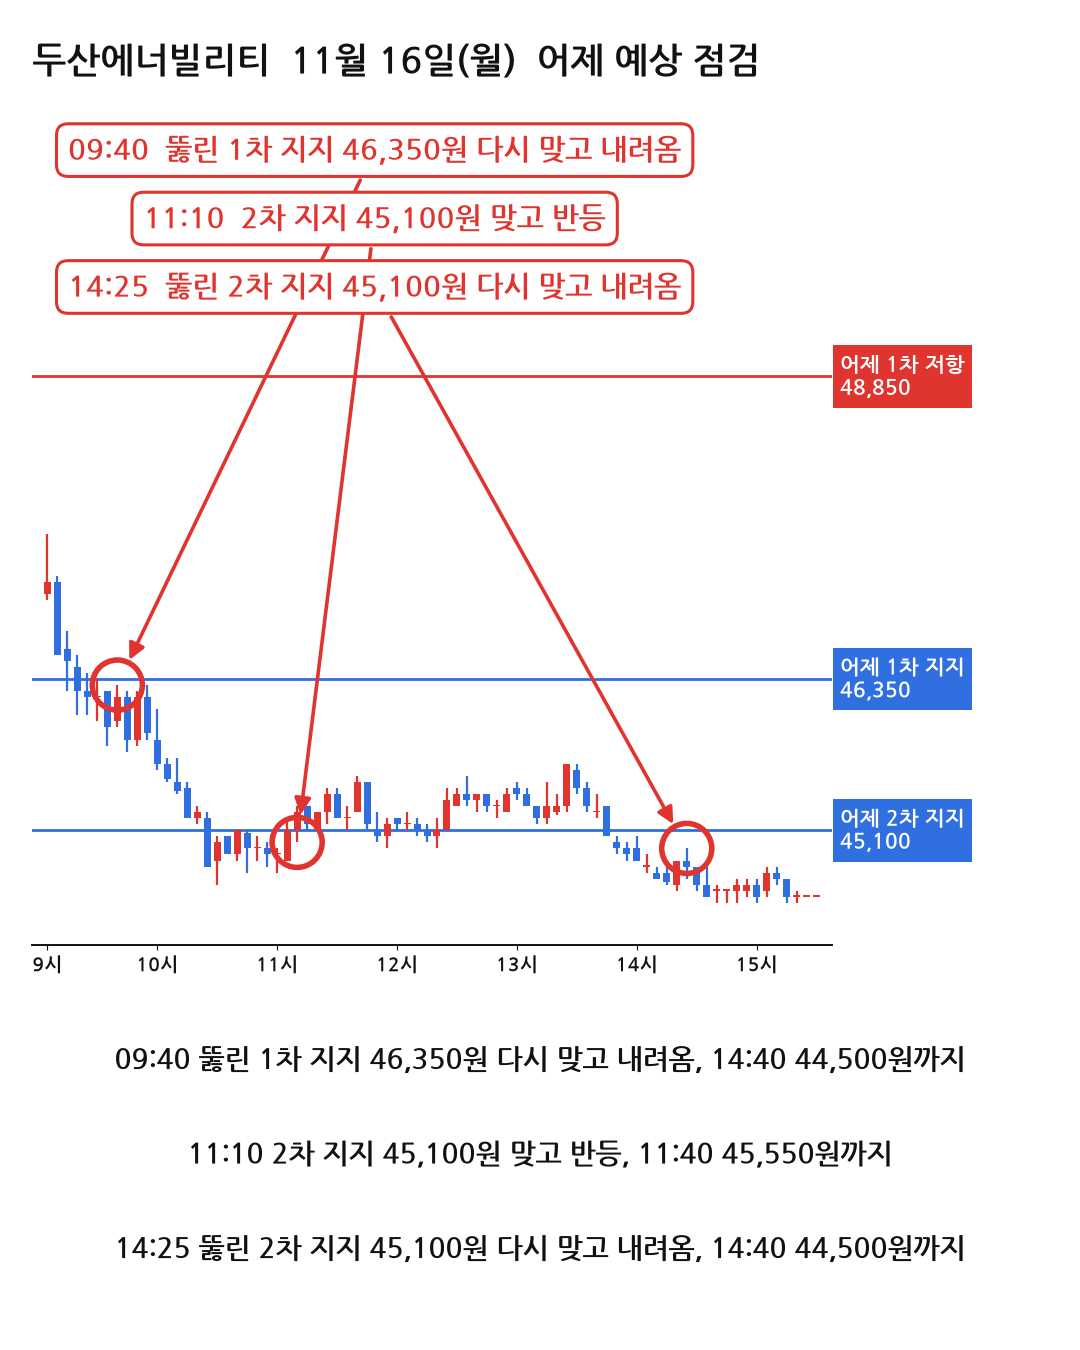 두산에너빌리티  11월 16일(월)  어제 예상 점검
09:40  뚫린 1차 지지 46,350원 다시 맞고 내려옴
11:10  2차 지지 45,100원 맞고 반등
14:25  뚫린 2차 지지 45,100원 다시 맞고 내려옴
어제 1차 저항
48,850
어제 1차 지지
46,350
어제 2차 지지
45,100
9시 10시 11시 12시 13시 14시 15시
09:40 뚫린 1차 지지 46,350원 다시 맞고 내려옴, 14:40 44,500원까지
11:10 2차 지지 45,100원 맞고 반등, 11:40 45,550원까지
14:25 뚫린 2차 지지 45,100원 다시 맞고 내려옴, 14:40 44,500원까지